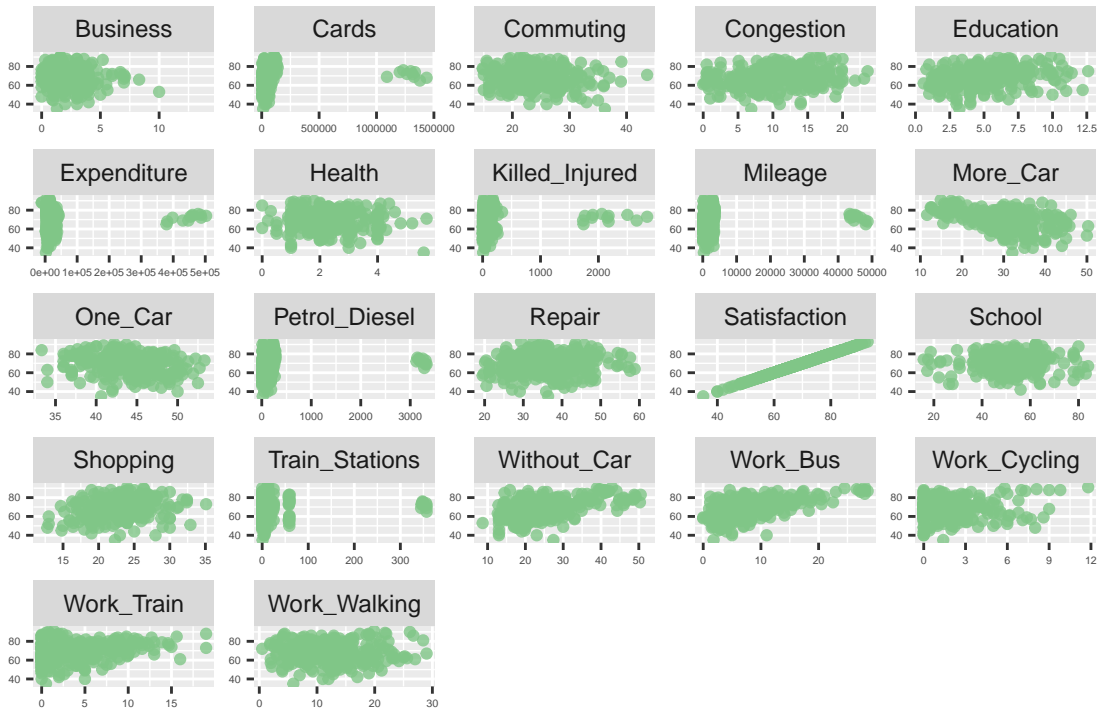 Business Cards Commuting Congestion Education
80
60
40
0 5 10
0 500000 1000000 1500000
20 30 40
0 5 10 15 20
0.0 2.5 5.0 7.5 10.0 12.5
Expenditure Health Killed_Injured Mileage More_Car
80
60
40
0e+00 1e+05 2e+05 3e+05 4e+05 5e+05
0 2 4
0 1000 2000
0 10000 20000 30000 40000 50000
10 20 30 40 50
One_Car Petrol_Diesel Repair Satisfaction School
80
60
40
35 40 45 50
0 1000 2000 3000
20 30 40 50 60
40 60 80
20 40 60 80
Shopping Train_Stations Without_Car Work_Bus Work_Cycling
80
60
40
15 20 25 30 35
0 100 200 300
10 20 30 40 50
0 10 20
0 3 6 9 12
Work_Train Work_Walking
80
60
40
0 5 10 15
0 10 20 30